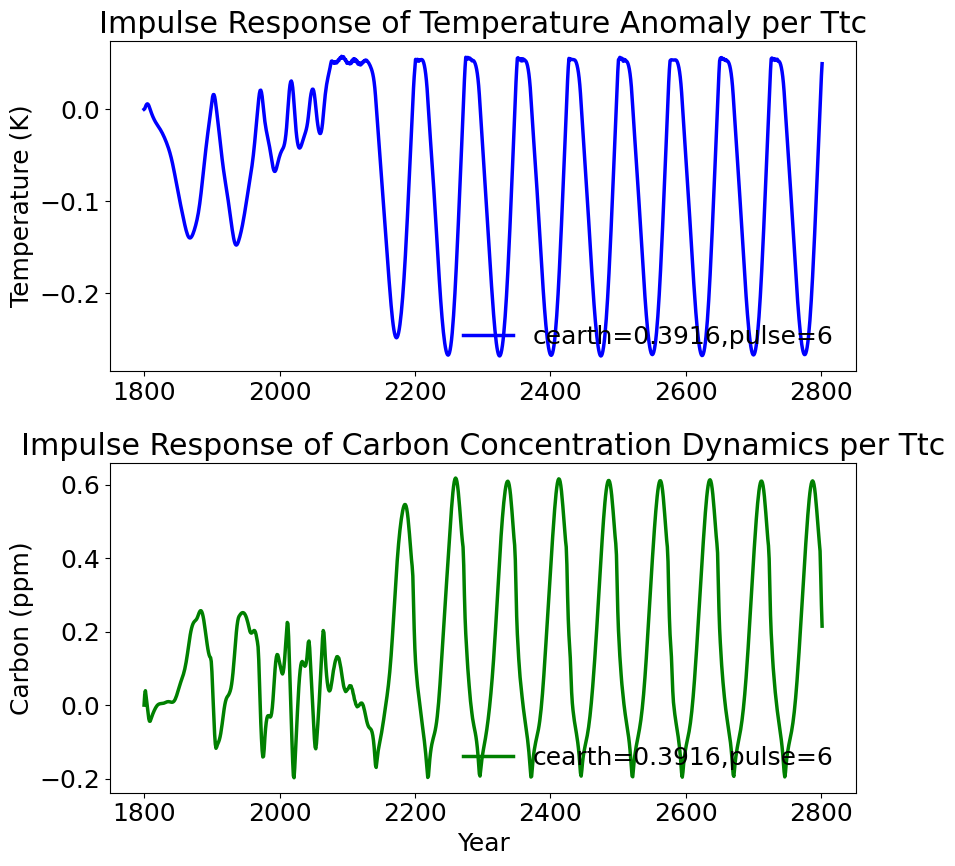 Impulse Response of Temperature Anomaly per Ttc
Temperature (K)
0.0
−0.1
−0.2
cearth=0.3916,pulse=6
1800 2000 2200 2400 2600 2800
Impulse Response of Carbon Concentration Dynamics per Ttc
Carbon (ppm)
0.6
0.4
0.2
0.0
−0.2
cearth=0.3916,pulse=6
1800 2000 2200 2400 2600 2800
Year